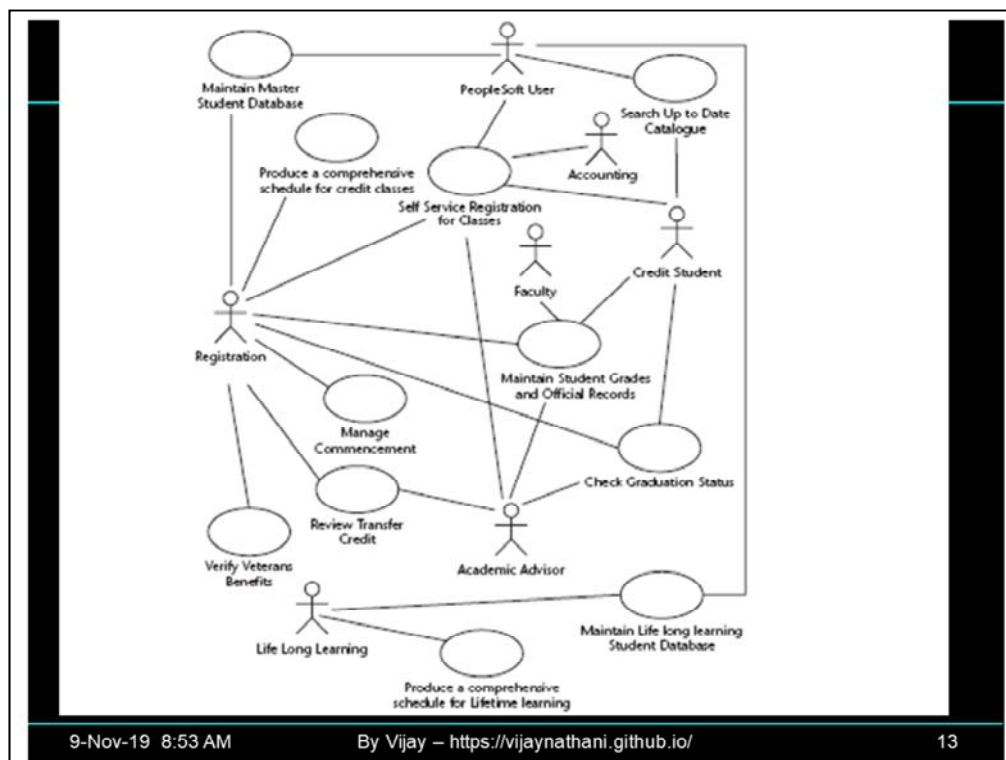 PeopleSoft User
Maintain Master
Student Database
Search Up to Date
Catalogue
Accounting
Produce a comprehensive
schedule for credit classes
Self Service Registration
for Classes
Credit Student
Faculty
Registration
Maintain Student Grades
and Official Records
Manage
Commencement
Check Graduation Status
Review Transfer
Credit
Academic Advisor
Verify Veterans
Benefits
Life Long Learning
Maintain Life long learning
Student Database
Produce a comprehensive
schedule for Lifetime learning
9-Nov-19 8:53 AM
By Vijay – https://vijaynathani.github.io/
13